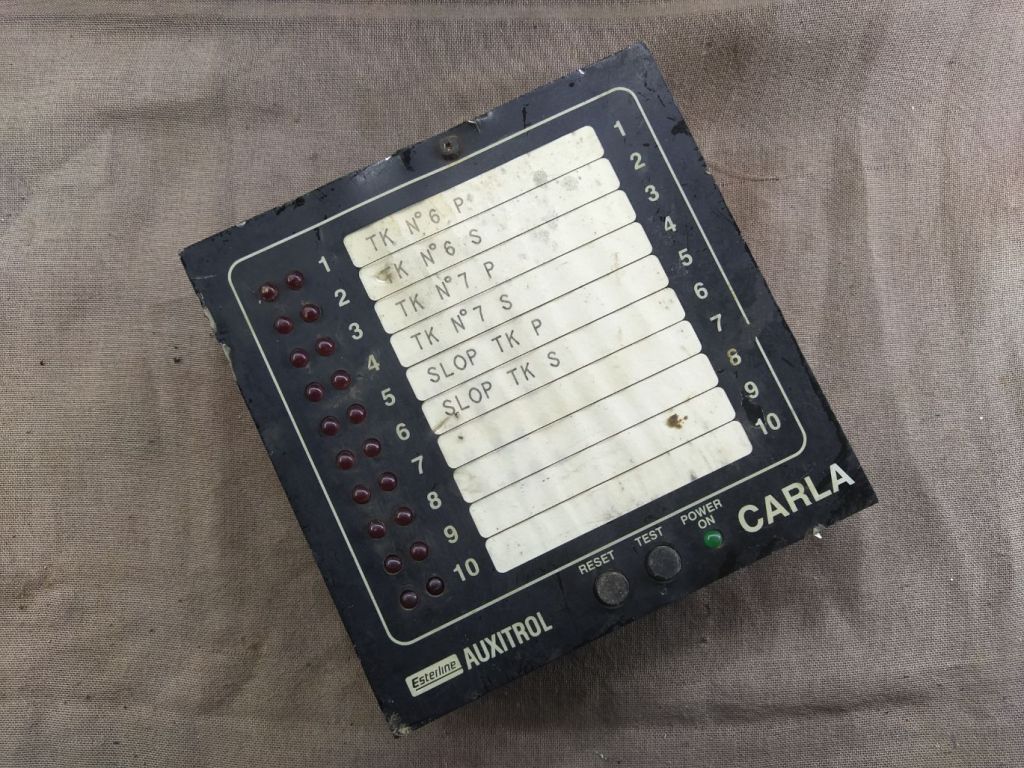 1 TK N°6 P 1
2 TK N°6 S 2
3 TK N°7 P 3
4 TK N°7 S 4
5 SLOP TK P 5
6 SLOP TK S 6
7 7
8 8
9 9
10 10
RESET TEST POWER ON
Esterline AUXITROL CARLA